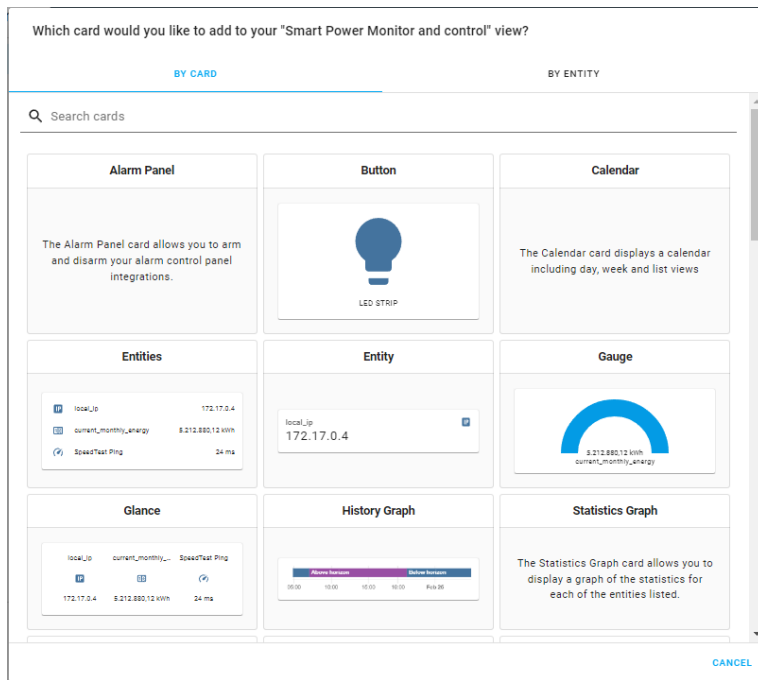 Which card would you like to add to your "Smart Power Monitor and control" view?
BY CARD
BY ENTITY
Search cards
Alarm Panel
The Alarm Panel card allows you to arm
and disarm your alarm control panel
integrations.
Button
LED STRIP
Calendar
The Calendar card displays a calendar
including day, week and list views
Entities
local_ip 172.17.0.4
current_monthly_energy 5.212.880,12 kWh
SpeedTest Ping 24 ms
Entity
local_ip
172.17.0.4
Gauge
5.212.880,12 kWh
current_monthly_energy
Glance
local_ip current_monthly_... SpeedTest Ping
172.17.0.4 5.212.880,12 kWh 24 ms
History Graph
Above horizon Below horizon
10:00 Feb 26
Statistics Graph
The Statistics Graph card allows you to
display a graph of the statistics for
each of the entities listed.
CANCEL